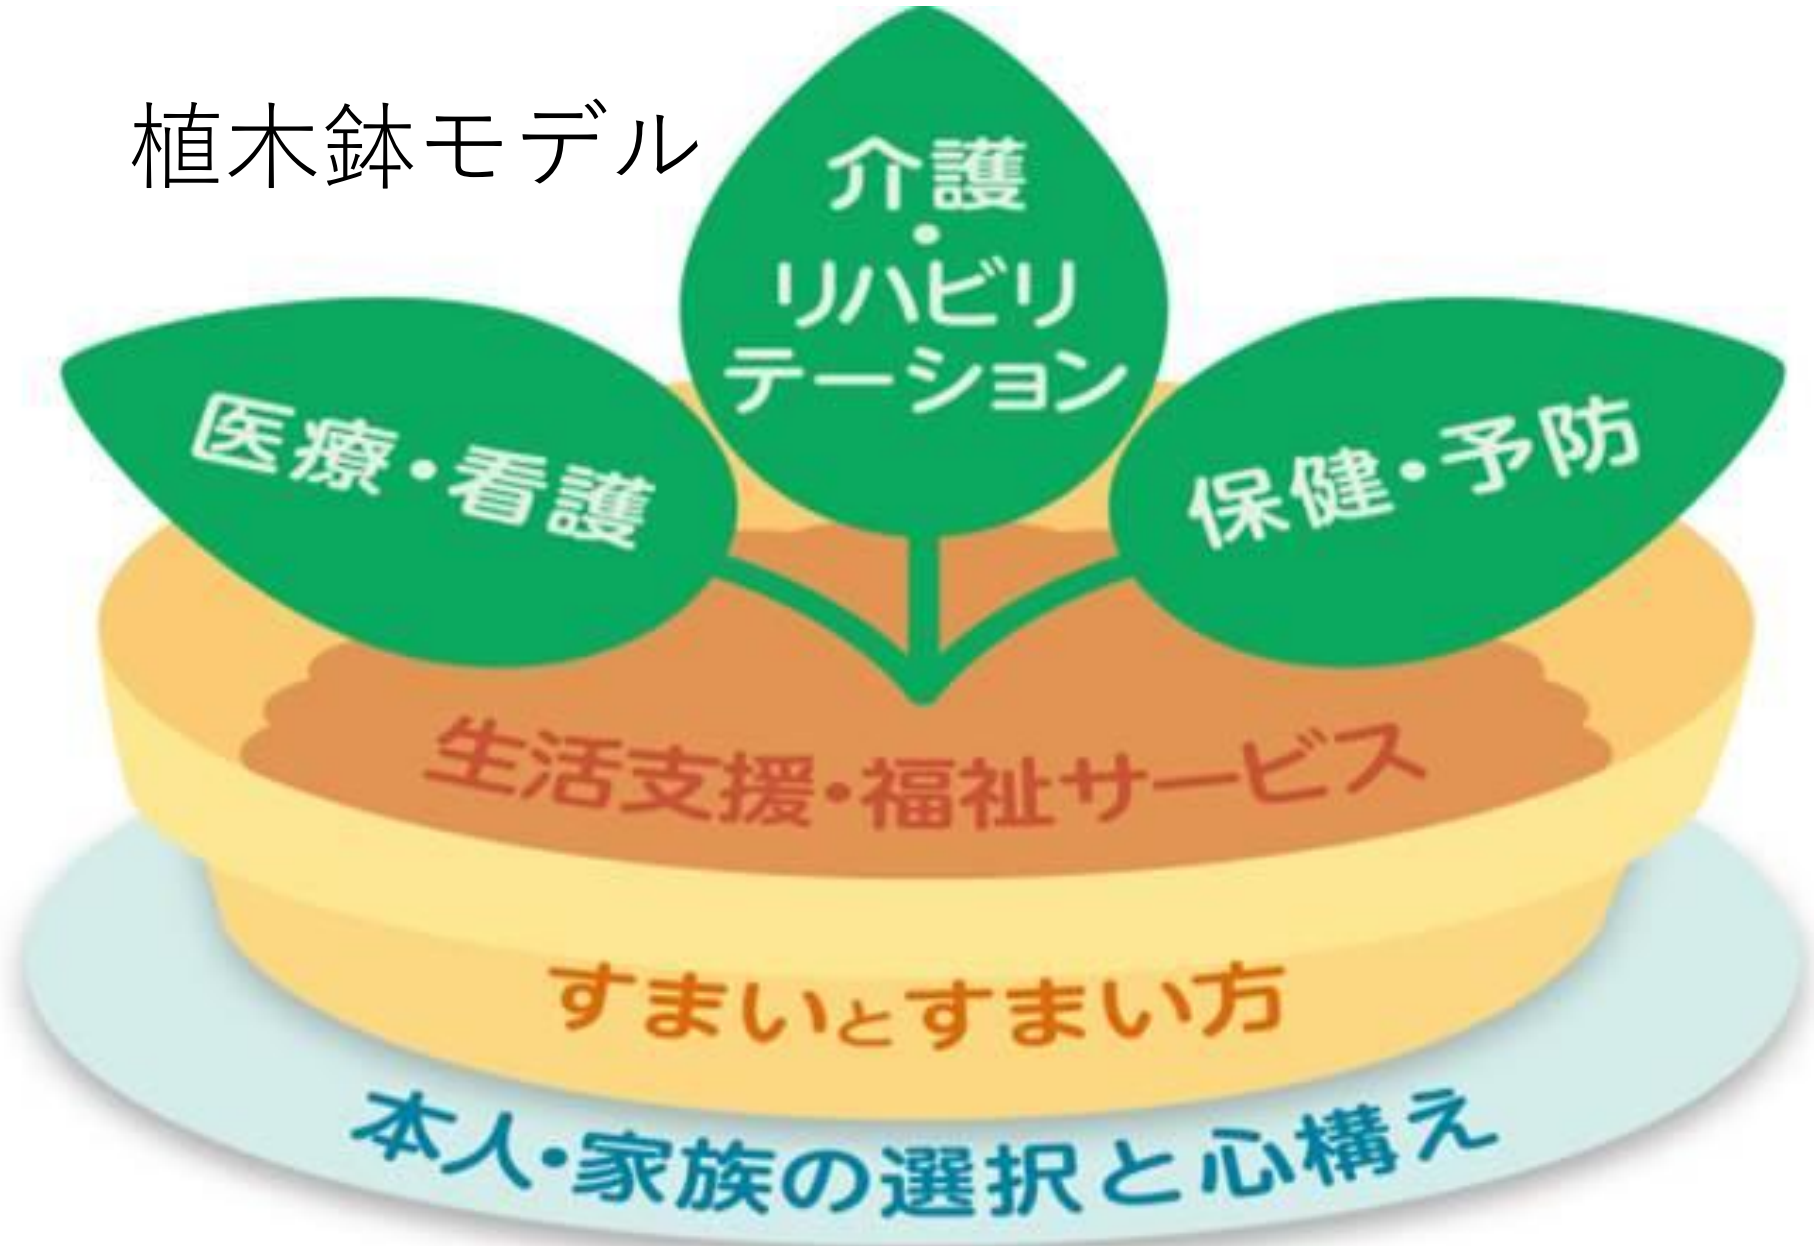 植木鉢モデル
介護
・
リハビリ
テーション
医療・看護
保健・予防
生活支援・福祉サービス
すまいとすまい方
本人・家族の選択と心構え